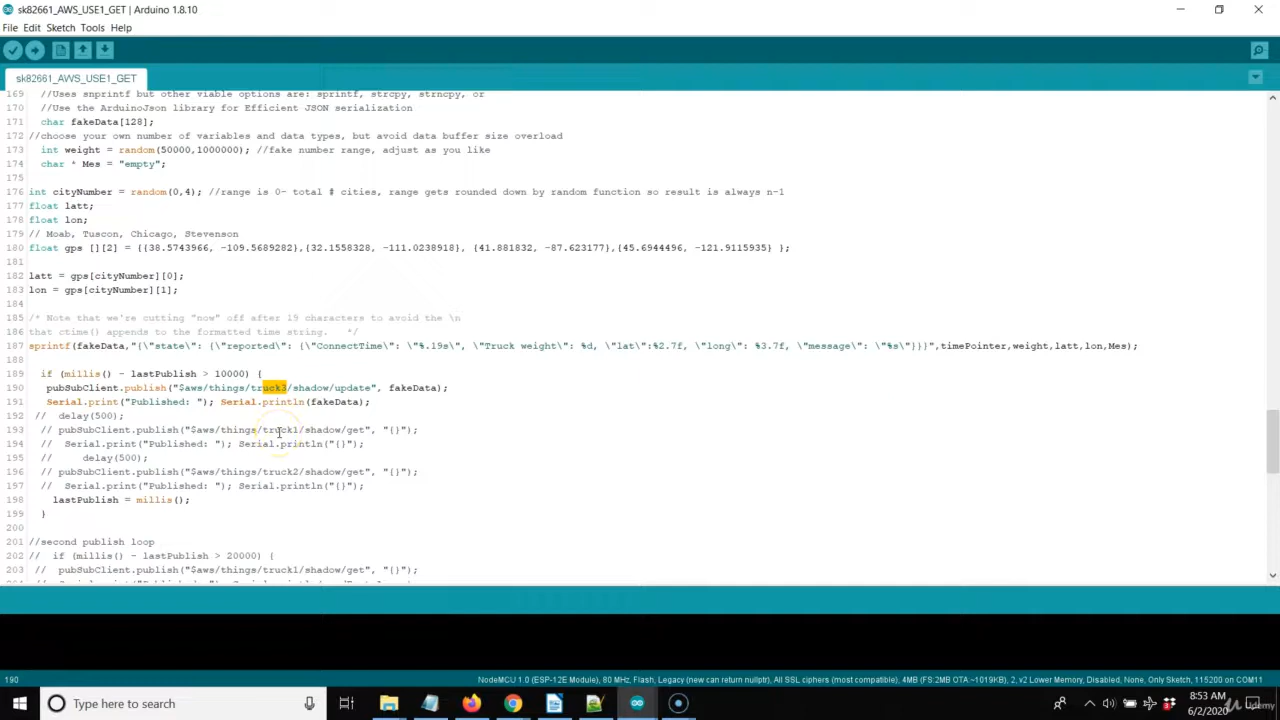 sk82661_AWS_USE1_GET | Arduino 1.8.10
File Edit Sketch Tools Help
sk82661_AWS_USE1_GET
169 //Uses snprintf but other viable options are: sprintf, strcpy, strncpy, or
170 //Use the ArduinoJson library for Efficient JSON serialization
171 char fakeData[128];
172 //choose your own number of variables and data types, but avoid data buffer size overload
173 int weight = random(50000,1000000); //fake number range, adjust as you like
174 char * Mes = "empty";
175
176 int cityNumber = random(0,4); //range is 0- total # cities, range gets rounded down by random function so result is always n-1
177 float latt;
178 float lon;
179 // Moab, Tuscon, Chicago, Stevenson
180 float gps [][2] = {{38.5743966, -109.5689282},{32.1558328, -111.0238918}, {41.881832, -87.623177},{45.6944496, -121.9115935} };
181
182 latt = gps[cityNumber][0];
183 lon = gps[cityNumber][1];
184
185 /* Note that we're cutting "now" off after 19 characters to avoid the \n
186 that ctime() appends to the formatted time string. */
187 sprintf(fakeData,"{\"state\": {\"reported\": {\"ConnectTime\": \"%.19s\", \"Truck weight\": %d, \"lat\":%2.7f, \"long\": %3.7f, \"message\": \"%s\"}}}",timePointer,weight,latt,lon,Mes);
188
189 if (millis() - lastPublish > 10000) {
190 pubSubClient.publish("$aws/things/truck3/shadow/update", fakeData);
191 Serial.print("Published: "); Serial.println(fakeData);
192 // delay(500);
193 // pubSubClient.publish("$aws/things/truck1/shadow/get", "{}");
194 // Serial.print("Published: "); Serial.println("{}");
195 // delay(500);
196 // pubSubClient.publish("$aws/things/truck2/shadow/get", "{}");
197 // Serial.print("Published: "); Serial.println("{}");
198 lastPublish = millis();
199 }
200
201 //second publish loop
202 // if (millis() - lastPublish > 20000) {
203 // pubSubClient.publish("$aws/things/truck1/shadow/get", "{}");
190
NodeMCU 1.0 (ESP-12E Module), 80 MHz, Flash, Legacy (new can return nullptr), All SSL ciphers (most compatible), 4MB (FS:2MB OTA:~1019KB), 2, v2 Lower Memory, Disabled, None, Only Sketch, 115200 on COM11
Type here to search
8:53 AM
6/2/2020
Udemy